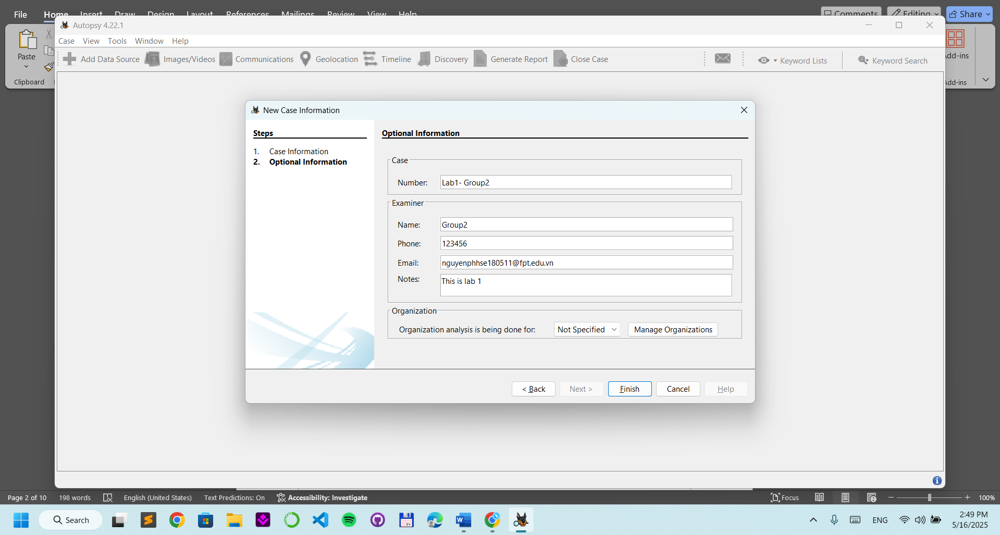 File Home Insert Draw Design Layout References Mailings Review View Help Comments Editing Share
Autopsy 4.22.1
Case View Tools Window Help
Add Data Source Images/Videos Communications Geolocation Timeline Discovery Generate Report Close Case Keyword Lists Keyword Search
Paste
Clipboard
Add-ins
Add-ins
New Case Information
Steps
1. Case Information
2. Optional Information
Optional Information
Case
Number: Lab1- Group2
Examiner
Name: Group2
Phone: 123456
Email: nguyenphhse180511@fpt.edu.vn
Notes: This is lab 1
Organization
Organization analysis is being done for: Not Specified Manage Organizations
< Back Next > Finish Cancel Help
Page 2 of 10 198 words English (United States) Text Predictions: On Accessibility: Investigate Focus 100%
Search
64
W
ENG
2:49 PM
5/16/2025